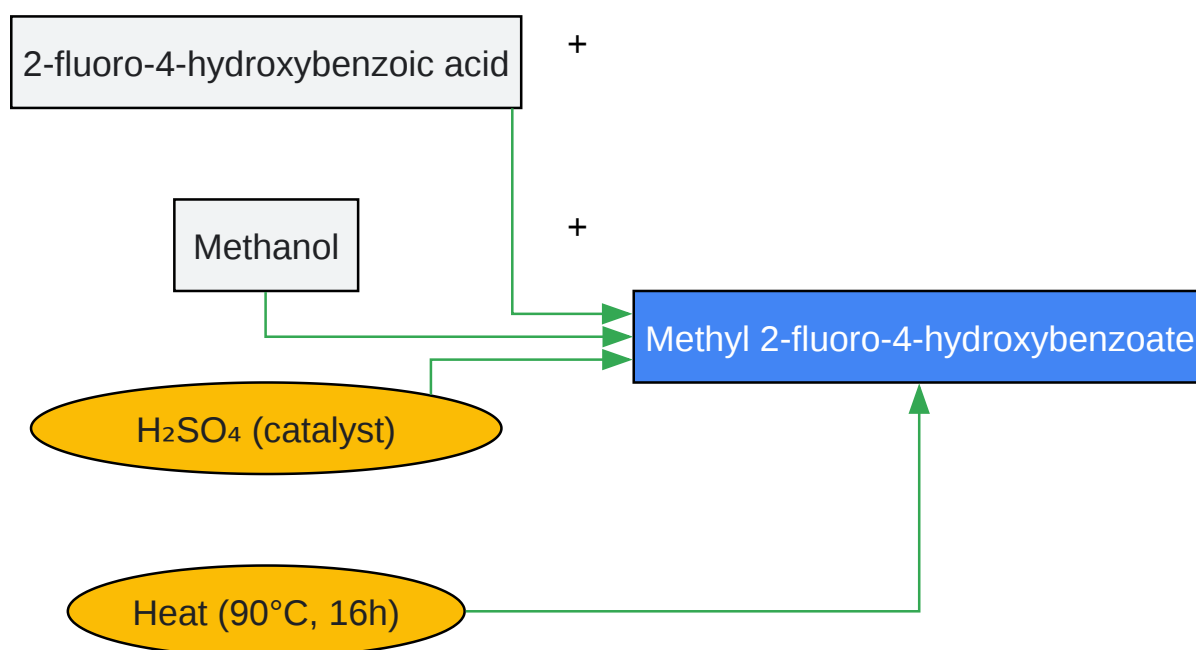 2-fluoro-4-hydroxybenzoic acid
+
Methanol
+
Methyl 2-fluoro-4-hydroxybenzoate
H₂SO₄ (catalyst)
Heat (90°C, 16h)